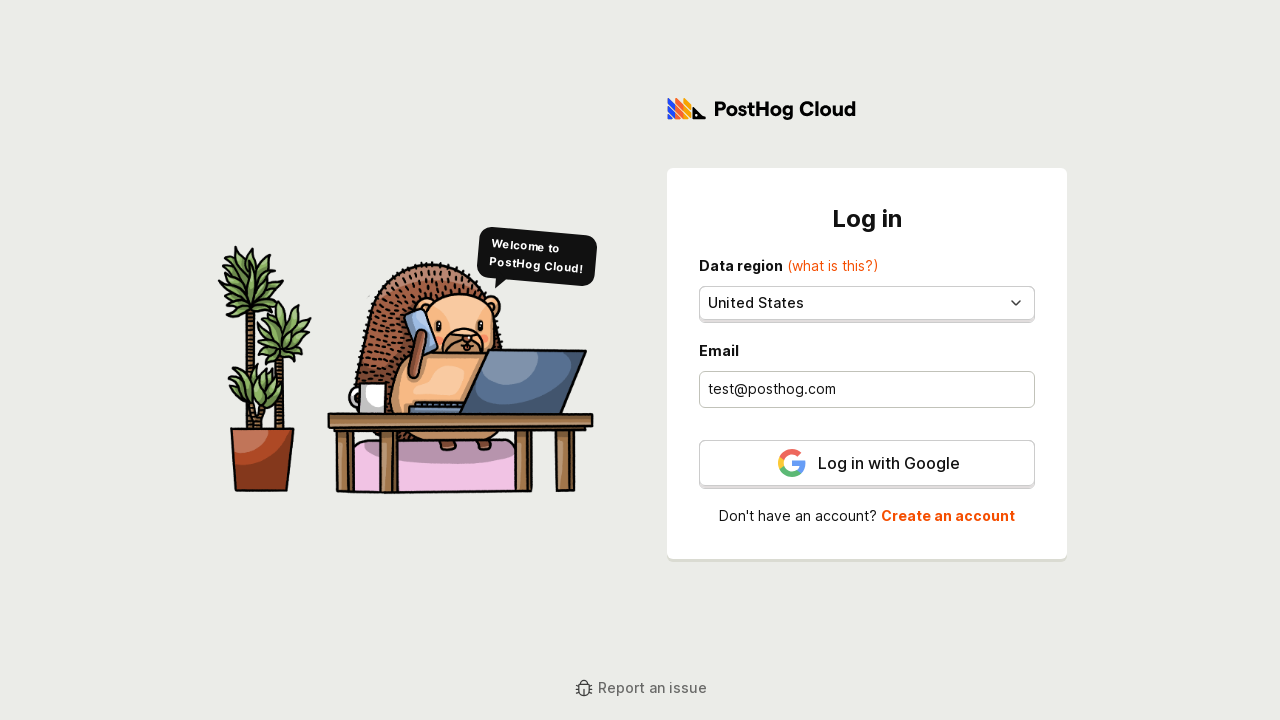 PostHog Cloud
Welcome to
PostHog Cloud!
Log in
Data region (what is this?)
United States
Email
test@posthog.com
Log in with Google
Don't have an account? Create an account
Report an issue